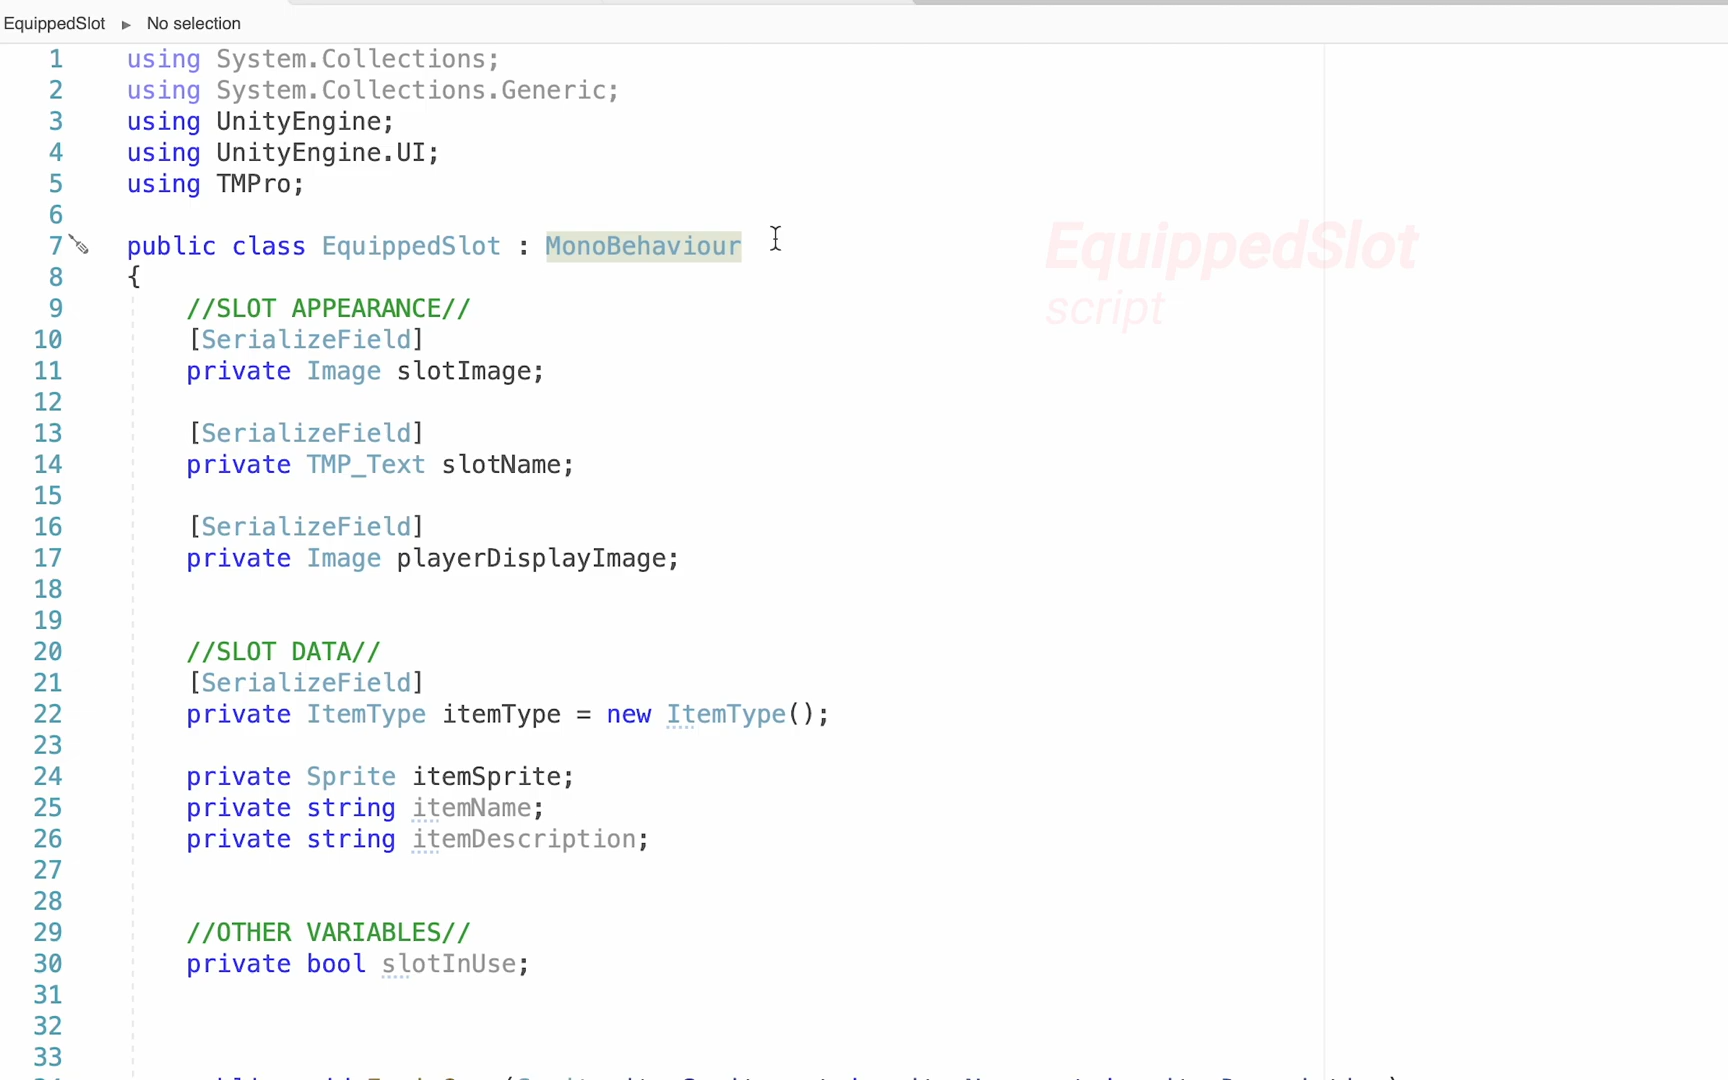 EquippedSlot ▸ No selection
1 using System.Collections;
2 using System.Collections.Generic;
3 using UnityEngine;
4 using UnityEngine.UI;
5 using TMPro;
6
7 public class EquippedSlot : MonoBehaviour
8 {
9 //SLOT APPEARANCE//
10 [SerializeField]
11 private Image slotImage;
12
13 [SerializeField]
14 private TMP_Text slotName;
15
16 [SerializeField]
17 private Image playerDisplayImage;
18
19
20 //SLOT DATA//
21 [SerializeField]
22 private ItemType itemType = new ItemType();
23
24 private Sprite itemSprite;
25 private string itemName;
26 private string itemDescription;
27
28
29 //OTHER VARIABLES//
30 private bool slotInUse;
31
32
33
EquippedSlot
script